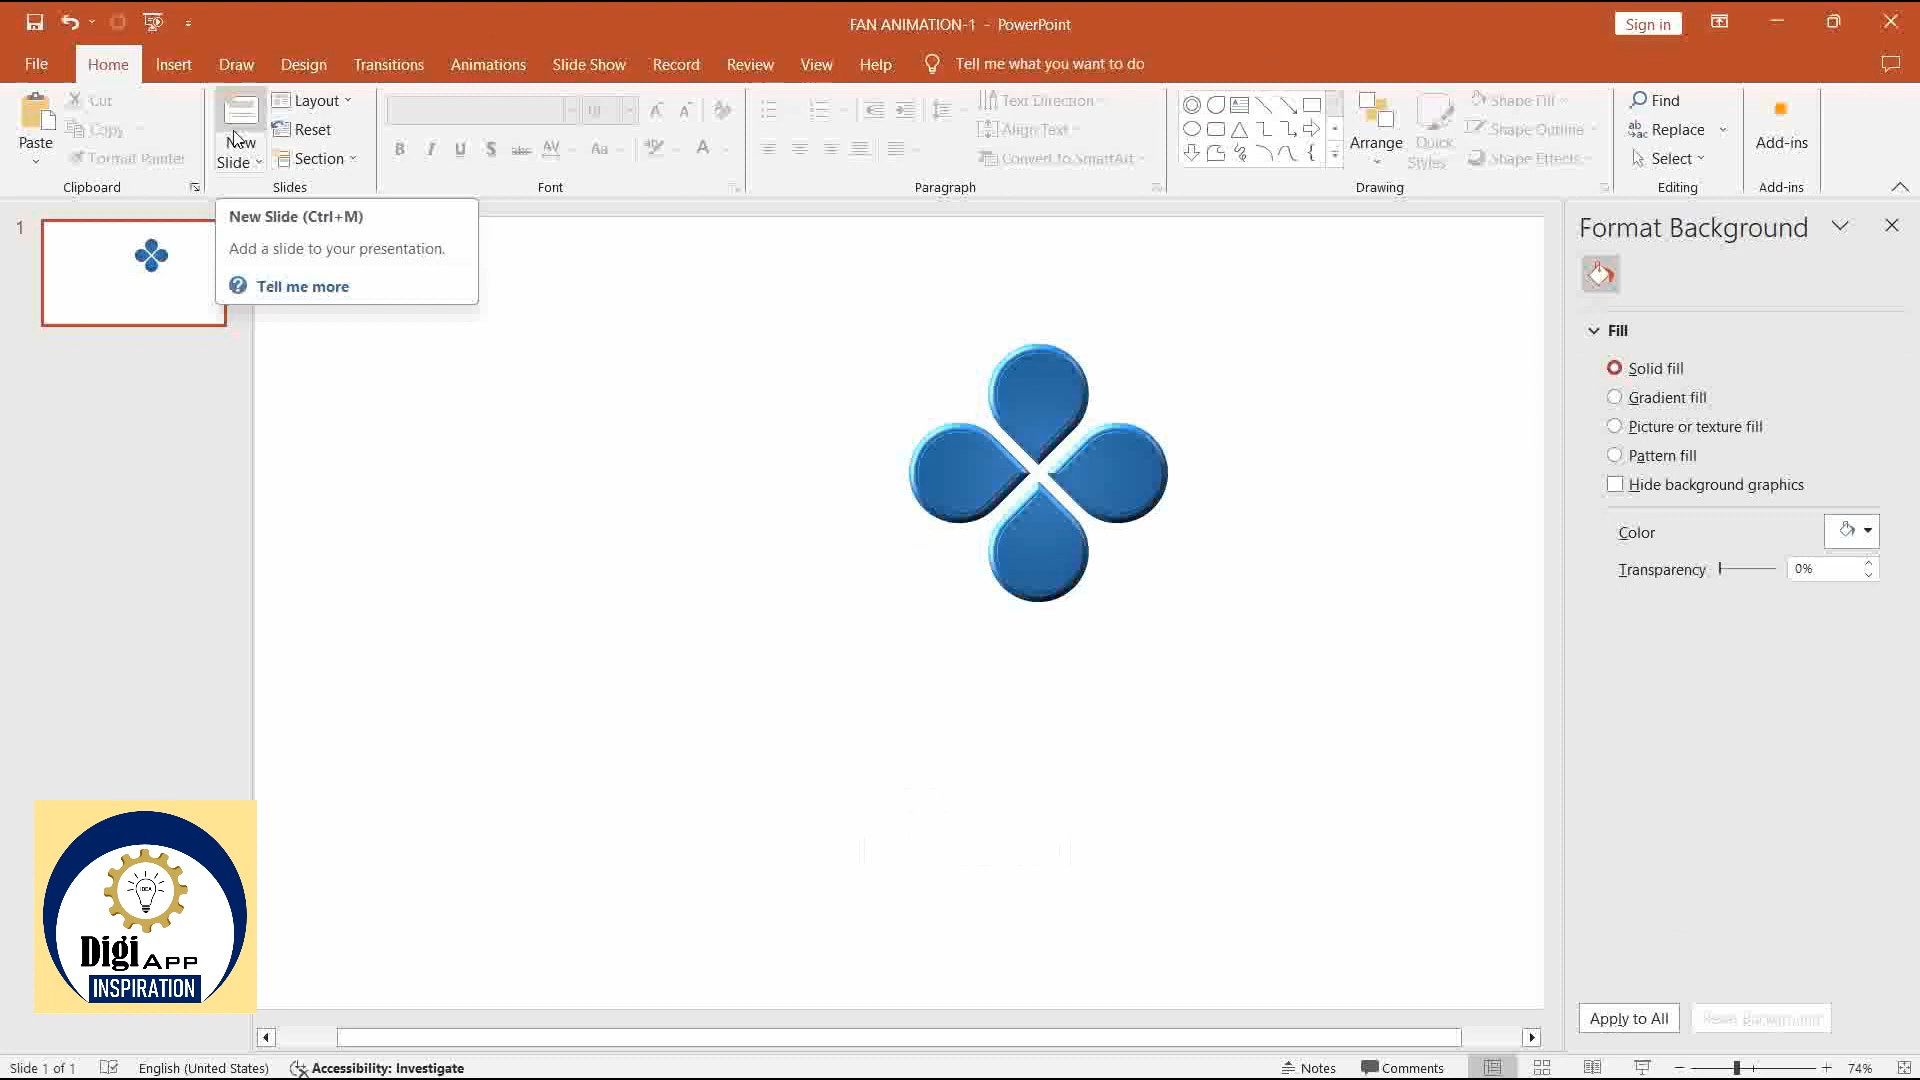 FAN ANIMATION-1 - PowerPoint
Sign in
File Home Insert Draw Design Transitions Animations Slide Show Record Review View Help Tell me what you want to do
Paste
Cut
Copy
Format Painter
Clipboard
New
Slide
Layout
Reset
Section
Slides
B I U S abc AV Aa A
Font
Text Direction
Align Text
Convert to SmartArt
Paragraph
Arrange
Quick
Styles
Shape Fill
Shape Outline
Shape Effects
Drawing
Find
Replace
Select
Editing
Add-ins
Add-ins
1
New Slide (Ctrl+M)
Add a slide to your presentation.
Tell me more
Format Background
Fill
Solid fill
Gradient fill
Picture or texture fill
Pattern fill
Hide background graphics
Color
Transparency 0%
Apply to All
Reset Background
IDEA
Digi APP
INSPIRATION
Slide 1 of 1 English (United States) Accessibility: Investigate Notes Comments 74%